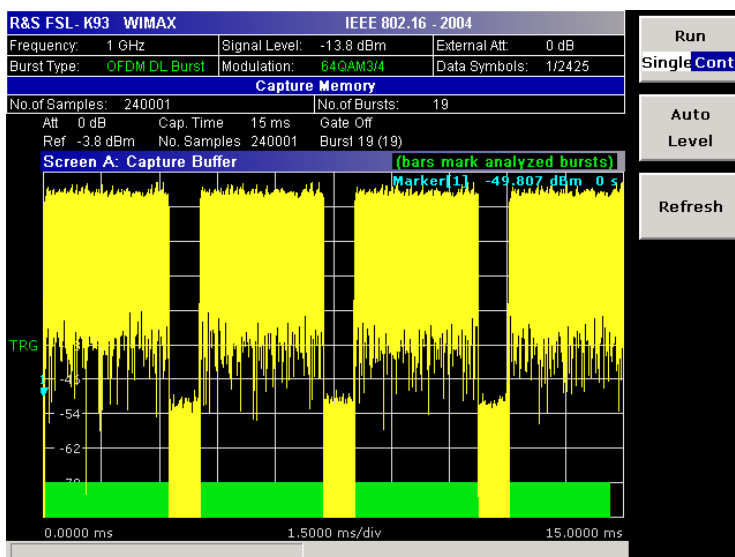 R&S FSL-K93 WIMAX IEEE 802.16 - 2004
Frequency: 1 GHz Signal Level: -13.8 dBm External Att: 0 dB
Burst Type: OFDM DL Burst Modulation: 64QAM3/4 Data Symbols: 1/2425
Capture Memory
No.of Samples: 240001 No.of Bursts: 19
Att 0 dB Cap. Time 15 ms Gate Off
Ref -3.8 dBm No. Samples 240001 Burst 19 (19)
Screen A: Capture Buffer (bars mark analyzed bursts)
Marker[1] -49.807 dBm 0 s
TRG
1
-54
-62
0.0000 ms 1.5000 ms/div 15.0000 ms
Run
Single Cont
Auto
Level
Refresh